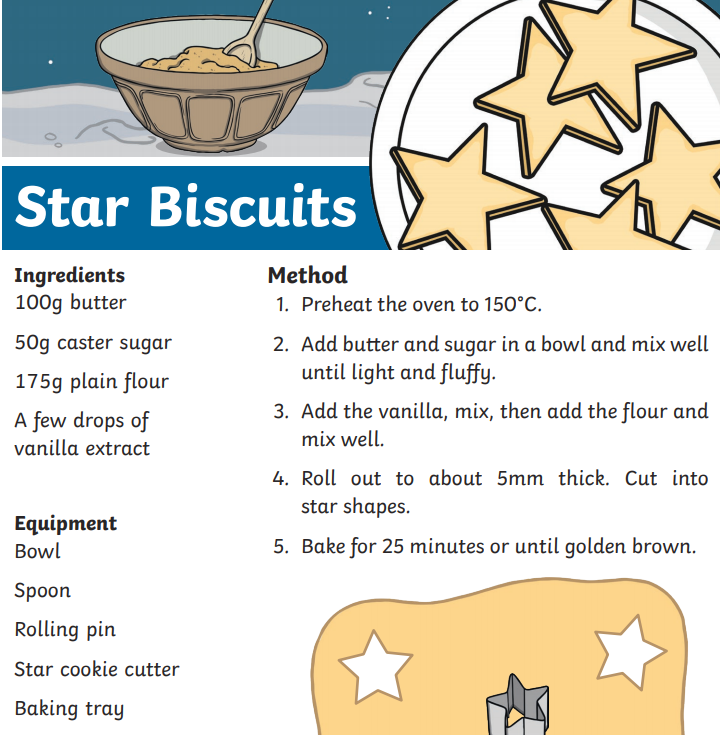 Star Biscuits
Ingredients
100g butter
50g caster sugar
175g plain flour
A few drops of
vanilla extract
Equipment
Bowl
Spoon
Rolling pin
Star cookie cutter
Baking tray
Method
1. Preheat the oven to 150°C.
2. Add butter and sugar in a bowl and mix well
until light and fluffy.
3. Add the vanilla, mix, then add the flour and
mix well.
4. Roll out to about 5mm thick. Cut into
star shapes.
5. Bake for 25 minutes or until golden brown.